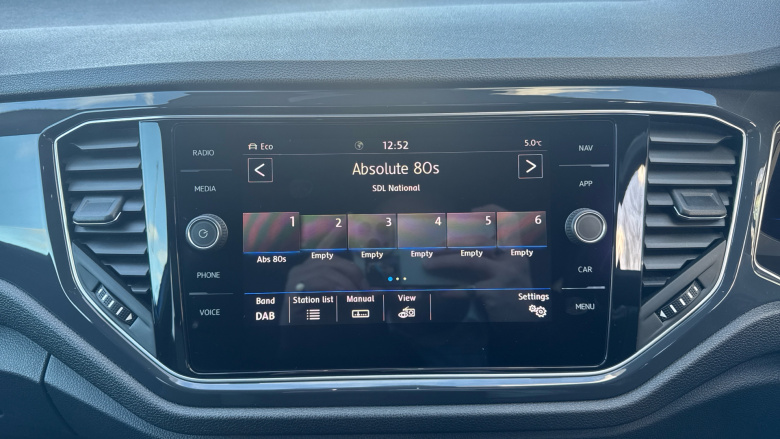 RADIO
MEDIA
PHONE
VOICE
Eco
12:52
5.0°C
<
Absolute 80s
>
SDL National
1
2
3
4
5
6
Abs 80s
Empty
Empty
Empty
Empty
Empty
Band
DAB
Station list
Manual
View
Settings
NAV
APP
CAR
MENU